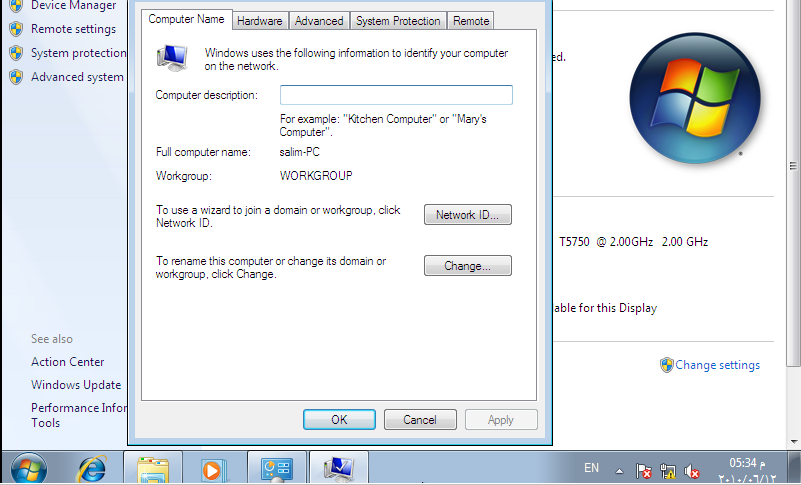 Device Manager
Remote settings
System protection
Advanced system
Computer Name
Hardware
Advanced
System Protection
Remote
Windows uses the following information to identify your computer
on the network.
Computer description:
For example: "Kitchen Computer" or "Mary's
Computer".
Full computer name:
salim-PC
Workgroup:
WORKGROUP
To use a wizard to join a domain or workgroup, click
Network ID.
Network ID...
To rename this computer or change its domain or
workgroup, click Change.
Change...
OK
Cancel
Apply
ed.
T5750 @ 2.00GHz 2.00 GHz
able for this Display
Change settings
See also
Action Center
Windows Update
Performance Infor
Tools
EN
05:34 م
٢٠١٠/٠٦/١٢